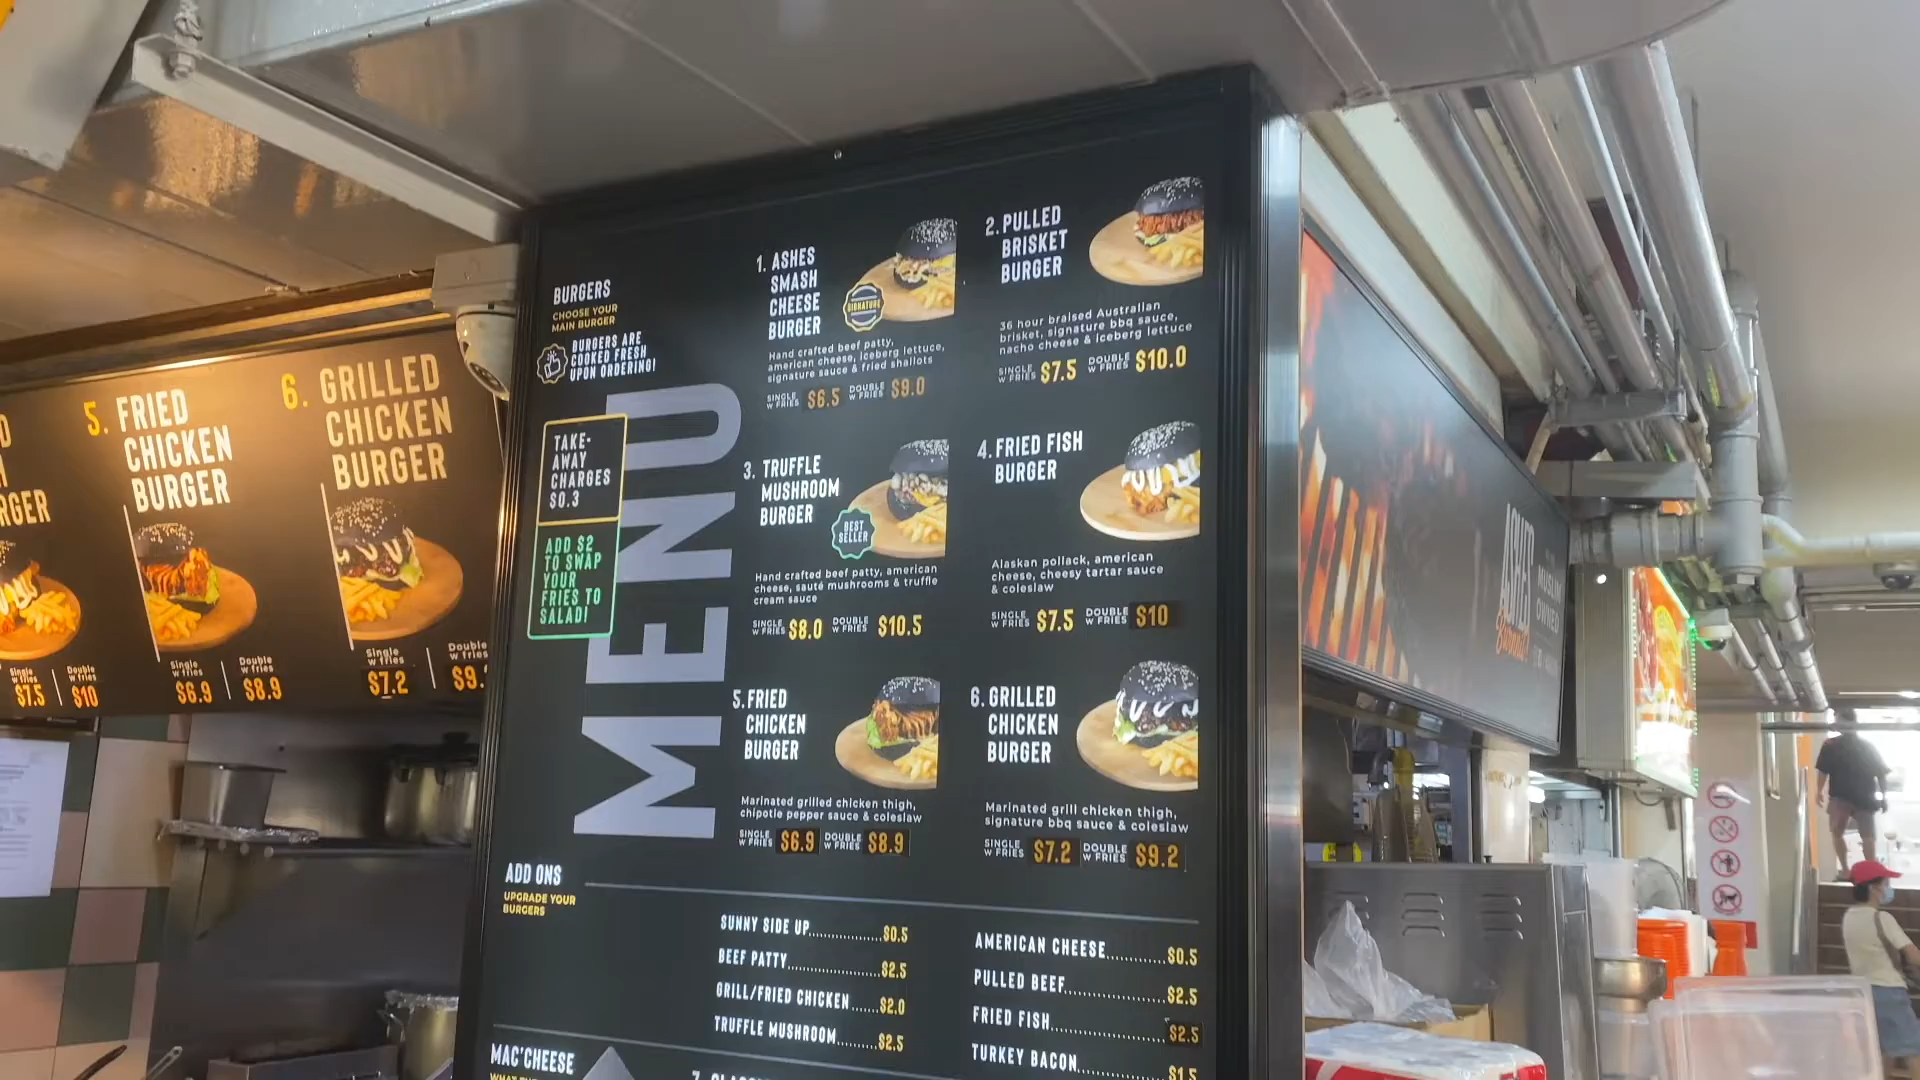 5. FRIED
CHICKEN
BURGER
Single
w fries
$6.9
Double
w fries
$8.9
6. GRILLED
CHICKEN
BURGER
Single
w fries
$7.2
Double
w fries
$9.
BURGER
$7.5
Double
w fries
$10
BURGERS
CHOOSE YOUR
MAIN BURGER
BURGERS ARE
COOKED FRESH
UPON ORDERING!
TAKE-
AWAY
CHARGES
$0.3
ADD $2
TO SWAP
YOUR
FRIES TO
SALAD!
MENU
1. ASHES
SMASH
CHEESE
BURGER
SIGNATURE
Hand crafted beef patty,
american cheese, iceberg lettuce,
signature sauce & fried shallots
SINGLE
W FRIES $6.5 DOUBLE
W FRIES $9.0
2. PULLED
BRISKET
BURGER
36 hour braised Australian
brisket, signature bbq sauce,
nacho cheese & iceberg lettuce
SINGLE
W FRIES $7.5 DOUBLE
W FRIES $10.0
3. TRUFFLE
MUSHROOM
BURGER
BEST
SELLER
Hand crafted beef patty, american
cheese, sauté mushrooms & truffle
cream sauce
SINGLE
W FRIES $8.0 DOUBLE
W FRIES $10.5
4. FRIED FISH
BURGER
Alaskan pollack, american
cheese, cheesy tartar sauce
& coleslaw
SINGLE
W FRIES $7.5 DOUBLE
W FRIES $10
5. FRIED
CHICKEN
BURGER
Marinated grilled chicken thigh,
chipotle pepper sauce & coleslaw
SINGLE
W FRIES $6.9 DOUBLE
W FRIES $8.9
6. GRILLED
CHICKEN
BURGER
Marinated grill chicken thigh,
signature bbq sauce & coleslaw
SINGLE
W FRIES $7.2 DOUBLE
W FRIES $9.2
ADD ONS
UPGRADE YOUR
BURGERS
SUNNY SIDE UP..................$0.5
BEEF PATTY......................$2.5
GRILL/FRIED CHICKEN......$2.0
TRUFFLE MUSHROOM.........$2.5
AMERICAN CHEESE.............$0.5
PULLED BEEF......................$2.5
FRIED FISH.........................$2.5
TURKEY BACON...................$1.5
MAC'CHEESE
ASHES
Burnnit
MUSLIM
OWNED